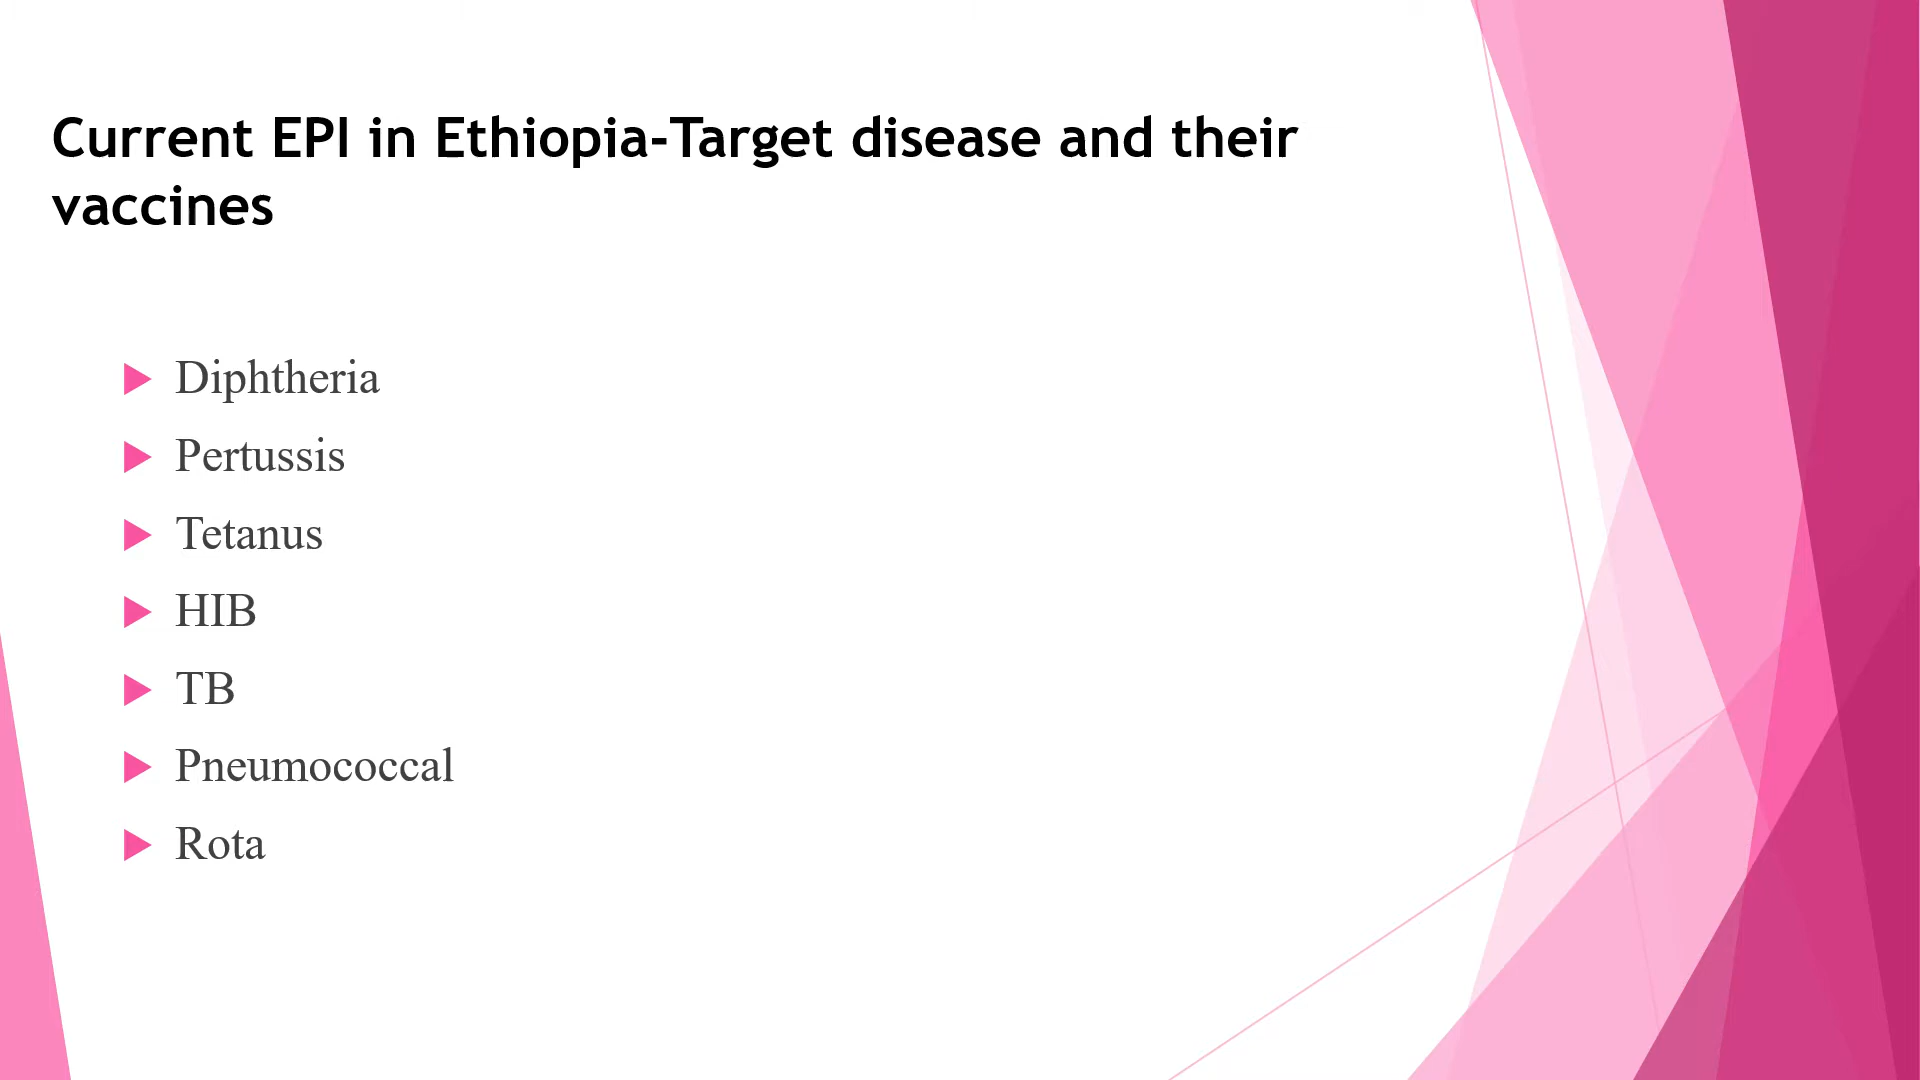 Current EPI in Ethiopia-Target disease and their
vaccines
Diphtheria
Pertussis
Tetanus
HIB
TB
Pneumococcal
Rota